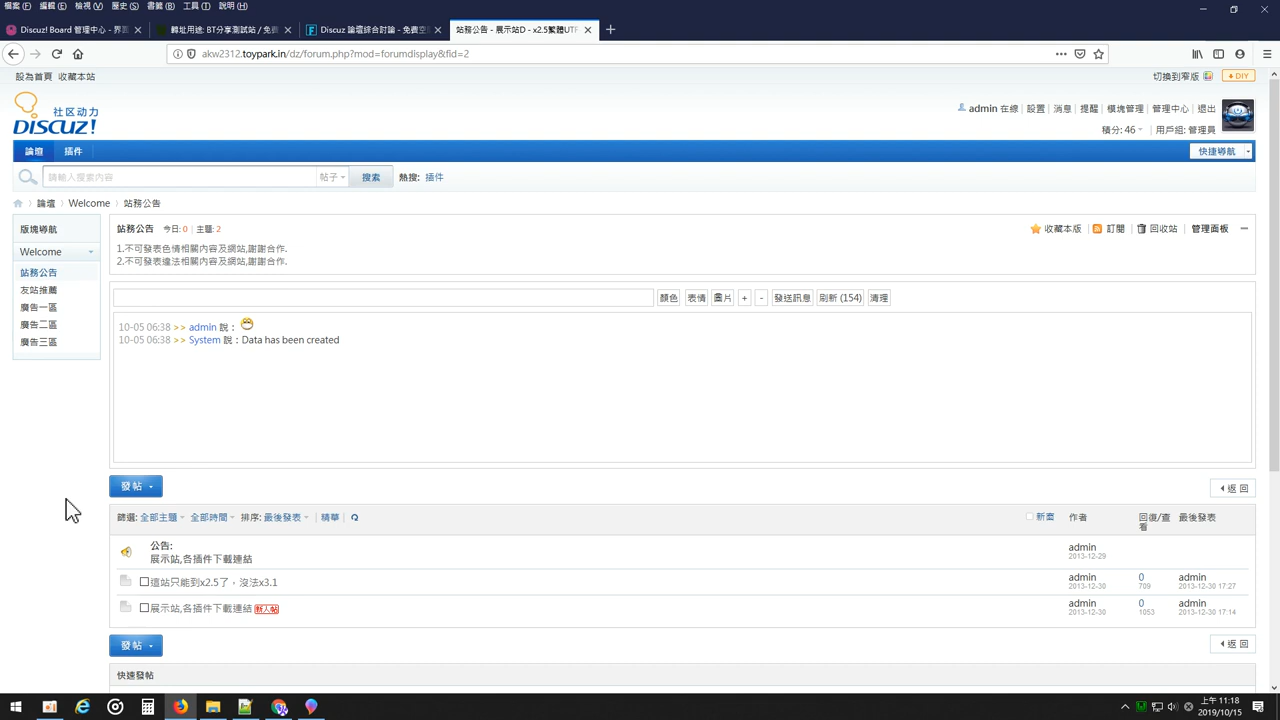 檔案(F) 編輯(E) 檢視(V) 歷史(S) 書籤(B) 工具(T) 說明(H)
Discuz! Board 管理中心 - 界面
歸址用途: BT分享測試站 / 免費
Discuz 論壇綜合討論 - 免費空間
站務公告 - 展示站D - x2.5繁體UTF
akw2312.toypark.in/dz/forum.php?mod=forumdisplay&fid=2
設為首頁 收藏本站
切換到窄版
DIY
社区动力
DISCUZ!
admin 在線 | 設置 | 消息 | 提醒 | 模塊管理 | 管理中心 | 退出
積分: 46 | 用戶組: 管理員
論壇 插件
快捷導航
請輸入搜索內容 帖子 搜索 熱搜: 插件
論壇 〉 Welcome 〉 站務公告
版塊導航
Welcome
站務公告
友站推薦
廣告一區
廣告二區
廣告三區
站務公告 今日: 0 | 主題: 2
收藏本版 | 訂閱 | 回收站 | 管理面板
1.不可發表色情相關內容及網站,謝謝合作.
2.不可發表違法相關內容及網站,謝謝合作.
顏色 表情 圖片 + - 發送訊息 刷新 (154) 清理
10-05 06:38 >> admin 說：
10-05 06:38 >> System 說：Data has been created
發帖
返回
篩選: 全部主題 全部時間 排序: 最後發表 | 精華 |
新窗 作者 回復/查看 最後發表
公告:
展示站,各插件下載連結
admin
2013-12-29
這站只能到x2.5了，沒法x3.1
admin 0 admin
2013-12-30 709 2013-12-30 17:27
展示站,各插件下載連結 新人帖
admin 0 admin
2013-12-30 1053 2013-12-30 17:14
發帖
返回
快速發帖
上午 11:18
2019/10/15